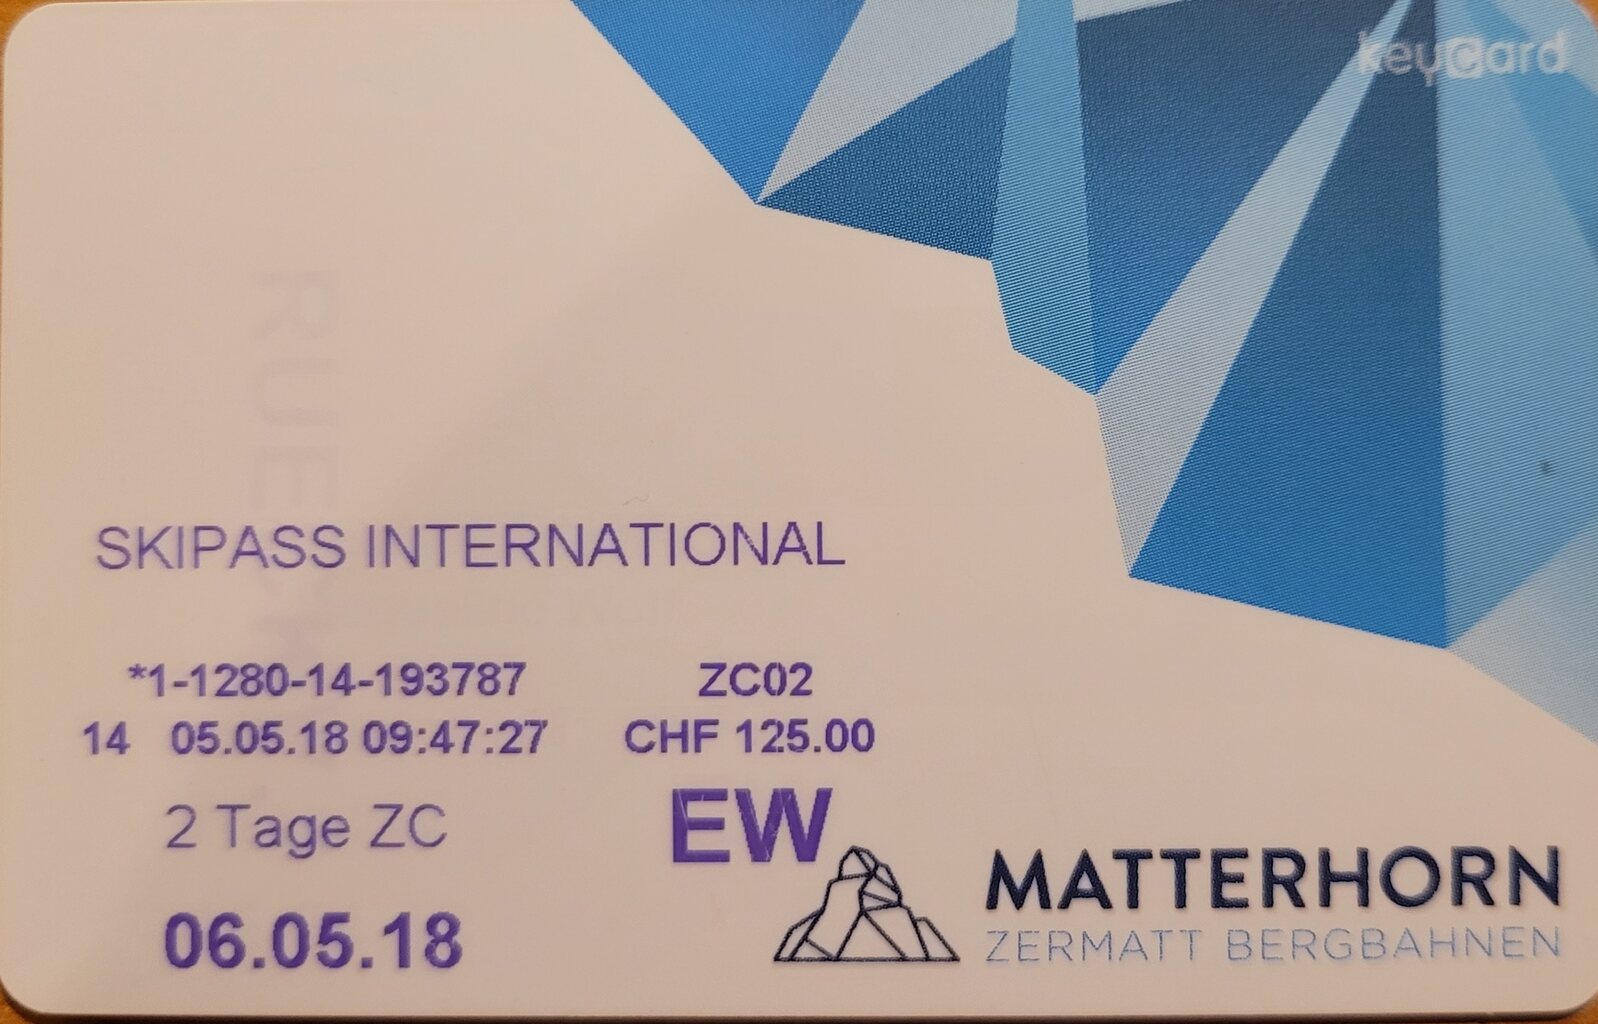 keycard
SKIPASS INTERNATIONAL
*1-1280-14-193787 ZC02
14 05.05.18 09:47:27 CHF 125.00
2 Tage ZC EW
06.05.18
MATTERHORN
ZERMATT BERGBAHNEN